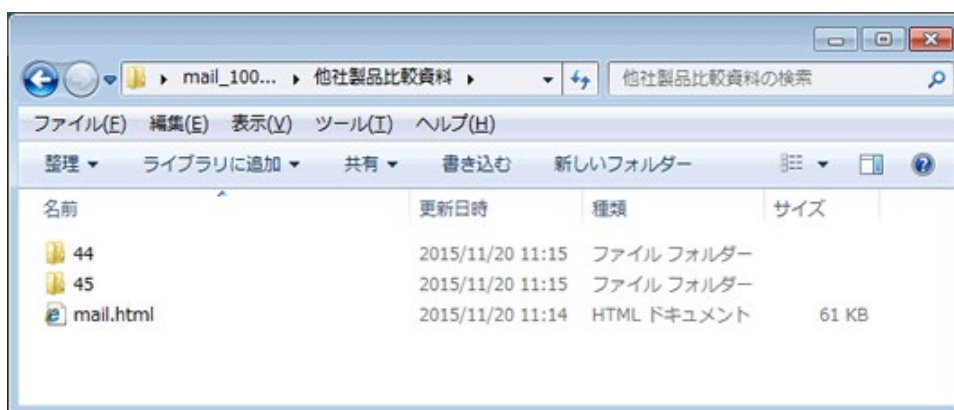 mail_100... 他社製品比較資料 他社製品比較資料の検索
ファイル(F) 編集(E) 表示(V) ツール(T) ヘルプ(H)
整理 ライブラリに追加 共有 書き込む 新しいフォルダー
名前 更新日時 種類 サイズ
44 2015/11/20 11:15 ファイル フォルダー
45 2015/11/20 11:15 ファイル フォルダー
mail.html 2015/11/20 11:14 HTML ドキュメント 61 KB